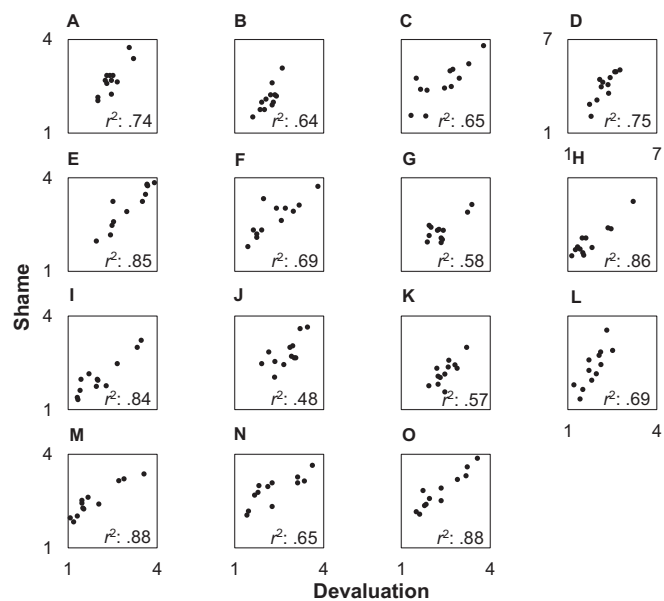 A B C D
4 7
r²: .74 r²: .64 r²: .65 r²: .75
1 1
1 7
E F G H
4
r²: .85 r²: .69 r²: .58 r²: .86
1
I J K L
4
r²: .84 r²: .48 r²: .57 r²: .69
1
1 4
M N O
4
r²: .88 r²: .65 r²: .88
1
1 4 1 4 1 4
Shame
Devaluation